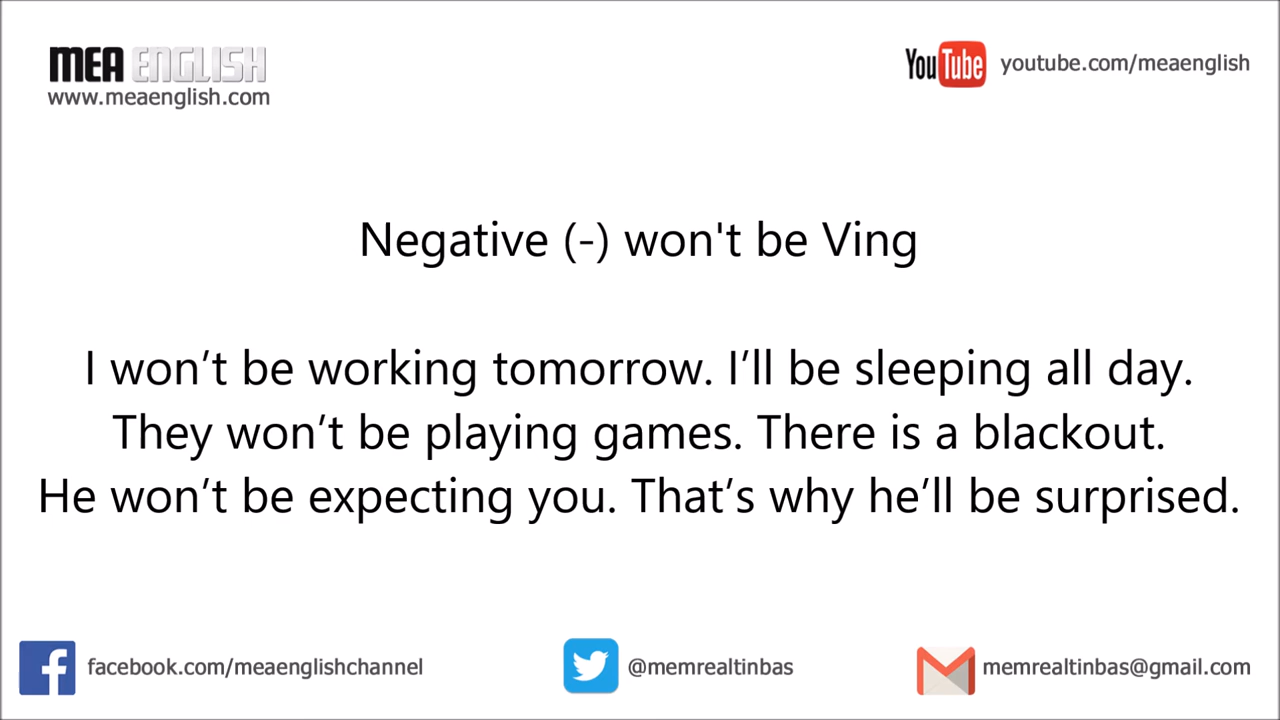 MEA ENGLISH
www.meaenglish.com
YouTube youtube.com/meaenglish
Negative (-) won't be Ving
I won’t be working tomorrow. I’ll be sleeping all day.
They won’t be playing games. There is a blackout.
He won’t be expecting you. That’s why he’ll be surprised.
facebook.com/meaenglishchannel
@memrealtinbas
memrealtinbas@gmail.com